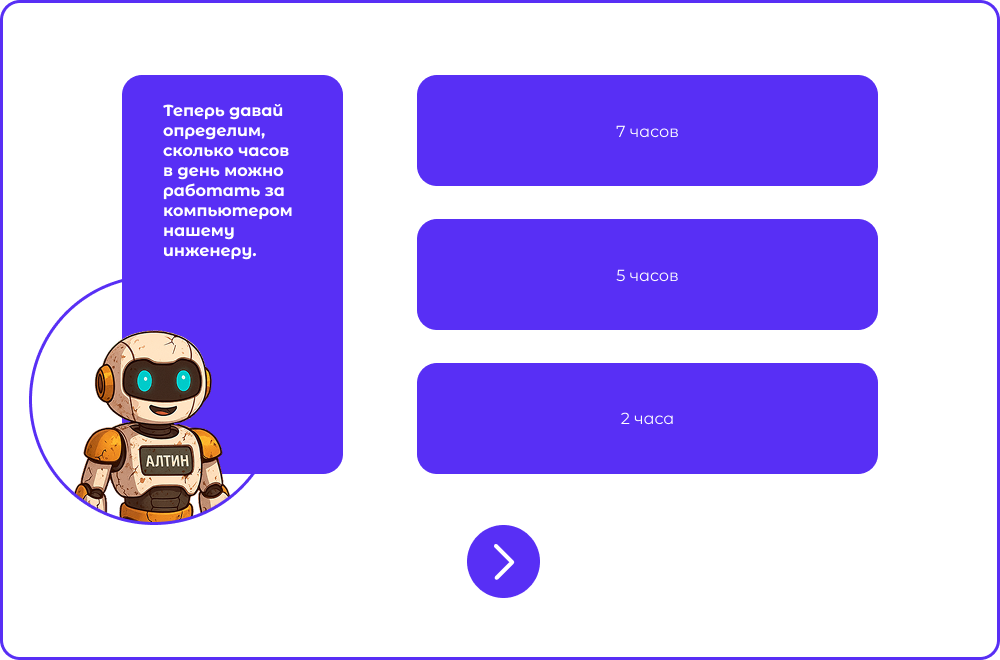 Теперь давай
определим,
сколько часов
в день можно
работать за
компьютером
нашему
инженеру.
7 часов
5 часов
2 часа
АЛТИН